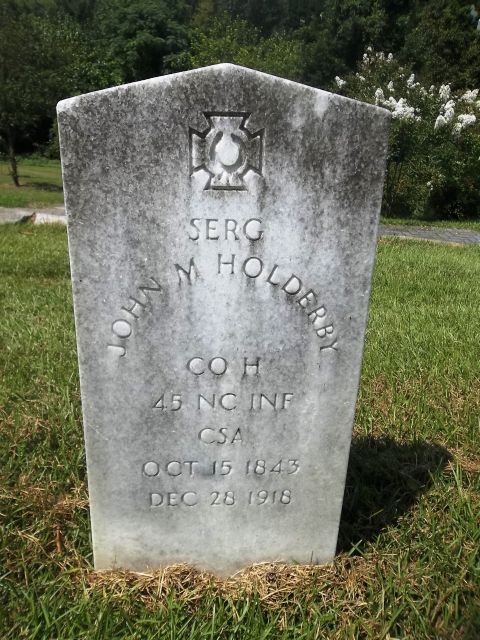 SERG
JOHN M HOLDERBY
CO H
45 NC INF
CSA
OCT 15 1843
DEC 28 1918